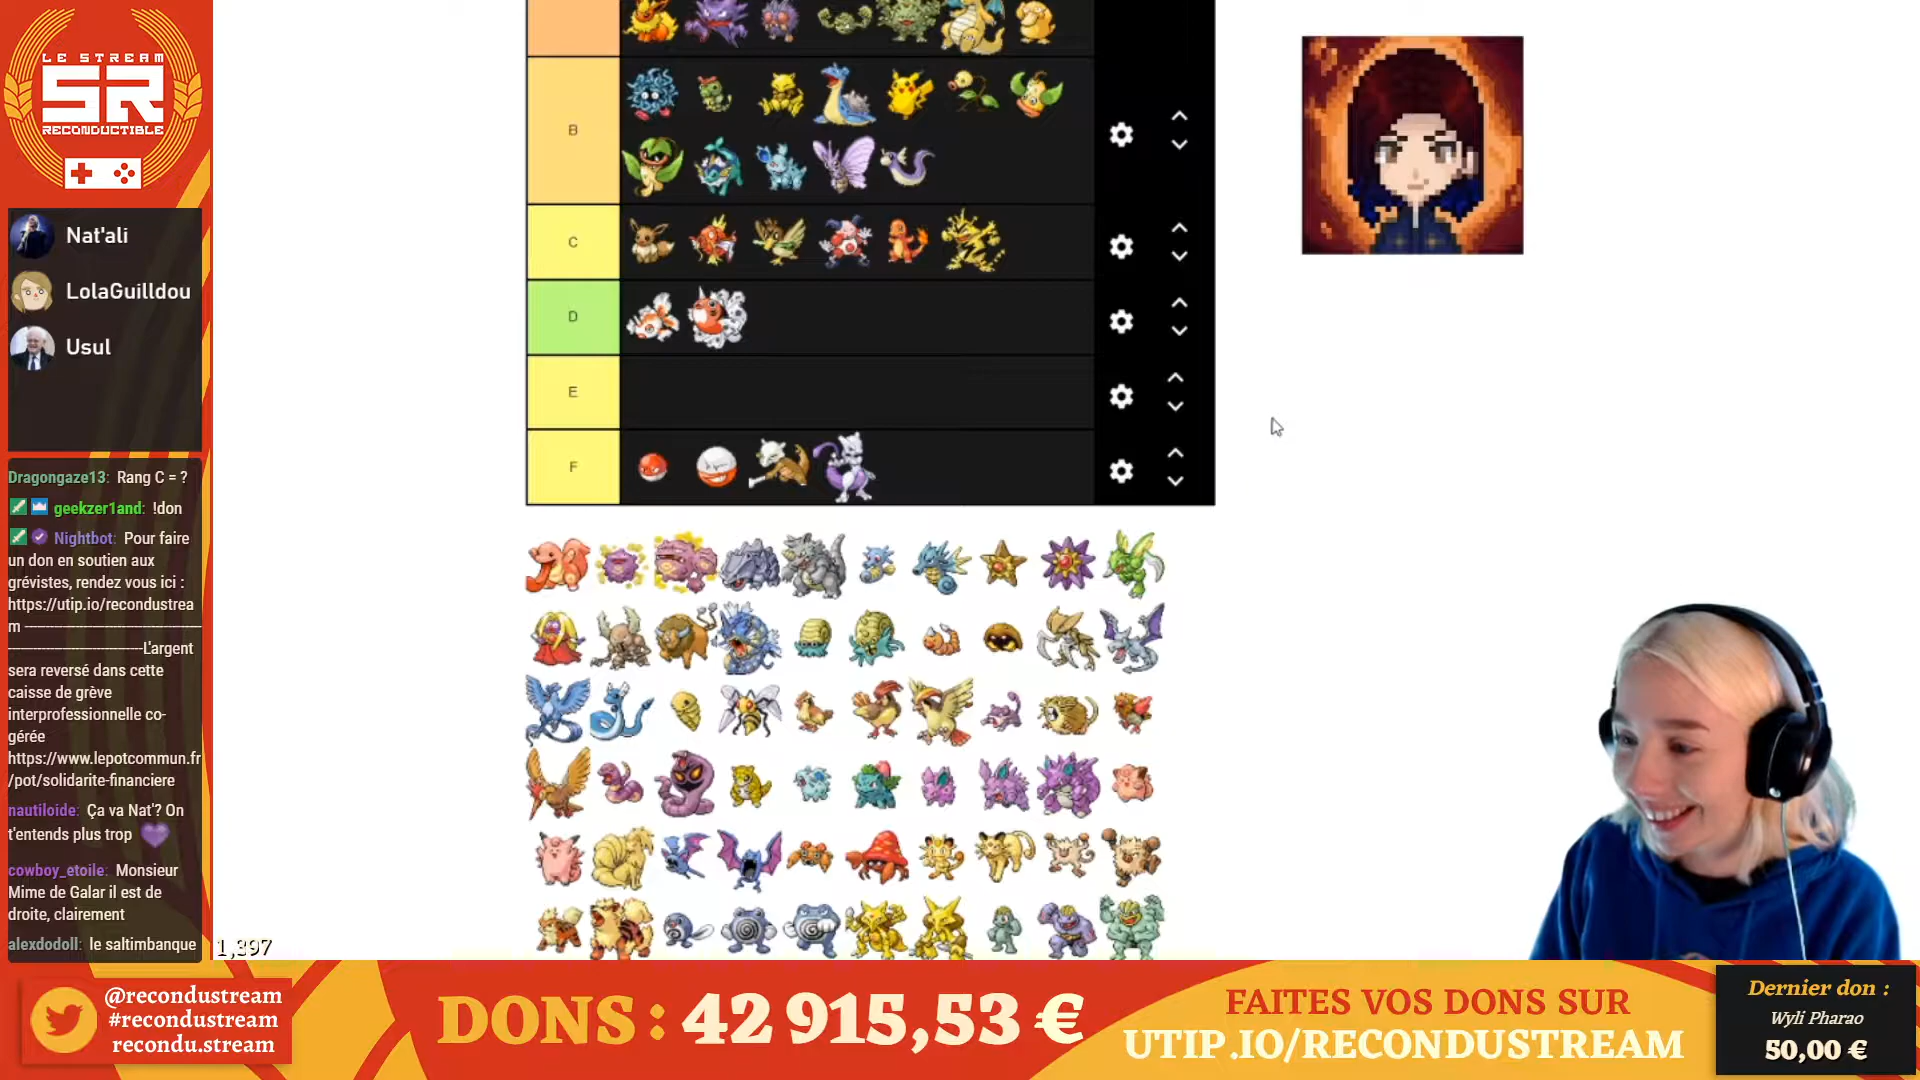 LE STREAM
SR
RECONDUCTIBLE
Nat'ali
LolaGuilldou
Usul
Dragongaze13: Rang C = ?
geekzer1and: !don
Nightbot: Pour faire
un don en soutien aux
grévistes, rendez vous ici :
https://utip.io/recondustrea
m --------------------------------------
-----------------------------L'argent
sera reversé dans cette
caisse de grève
interprofessionnelle co-
gérée
https://www.lepotcommun.fr
/pot/solidarite-financiere
nautiloide: Ça va Nat'? On
t'entends plus trop
cowboy_etoile: Monsieur
Mime de Galar il est de
droite, clairement
alexdodoll: le saltimbanque
1,397
B
C
D
E
F
@recondustream
#recondustream
recondu.stream
DONS : 42 915,53 €
FAITES VOS DONS SUR
UTIP.IO/RECONDUSTREAM
Dernier don :
Wyli Pharao
50,00 €